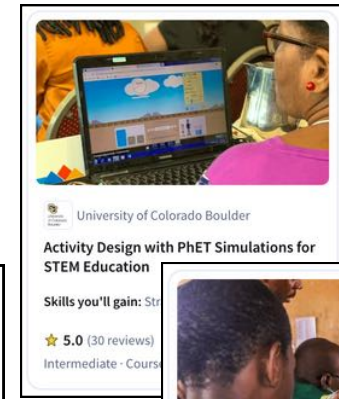 University of Colorado Boulder
Activity Design with PhET Simulations for
STEM Education
Skills you'll gain: Str
5.0 (30 reviews)
Intermediate · Course